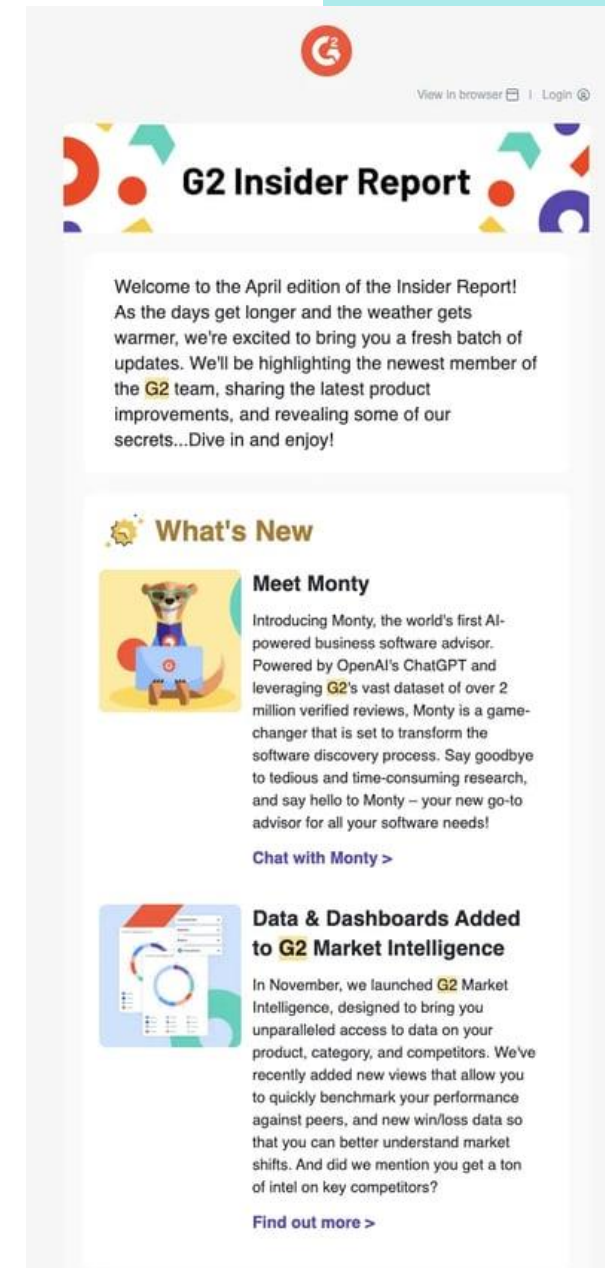 G2
View in browser | Login
G2 Insider Report
Welcome to the April edition of the Insider Report!
As the days get longer and the weather gets
warmer, we're excited to bring you a fresh batch of
updates. We'll be highlighting the newest member of
the G2 team, sharing the latest product
improvements, and revealing some of our
secrets...Dive in and enjoy!
What's New
Meet Monty
Introducing Monty, the world's first AI-
powered business software advisor.
Powered by OpenAI's ChatGPT and
leveraging G2's vast dataset of over 2
million verified reviews, Monty is a game-
changer that is set to transform the
software discovery process. Say goodbye
to tedious and time-consuming research,
and say hello to Monty – your new go-to
advisor for all your software needs!
Chat with Monty >
Data & Dashboards Added
to G2 Market Intelligence
In November, we launched G2 Market
Intelligence, designed to bring you
unparalleled access to data on your
product, category, and competitors. We've
recently added new views that allow you
to quickly benchmark your performance
against peers, and new win/loss data so
that you can better understand market
shifts. And did we mention you get a ton
of intel on key competitors?
Find out more >